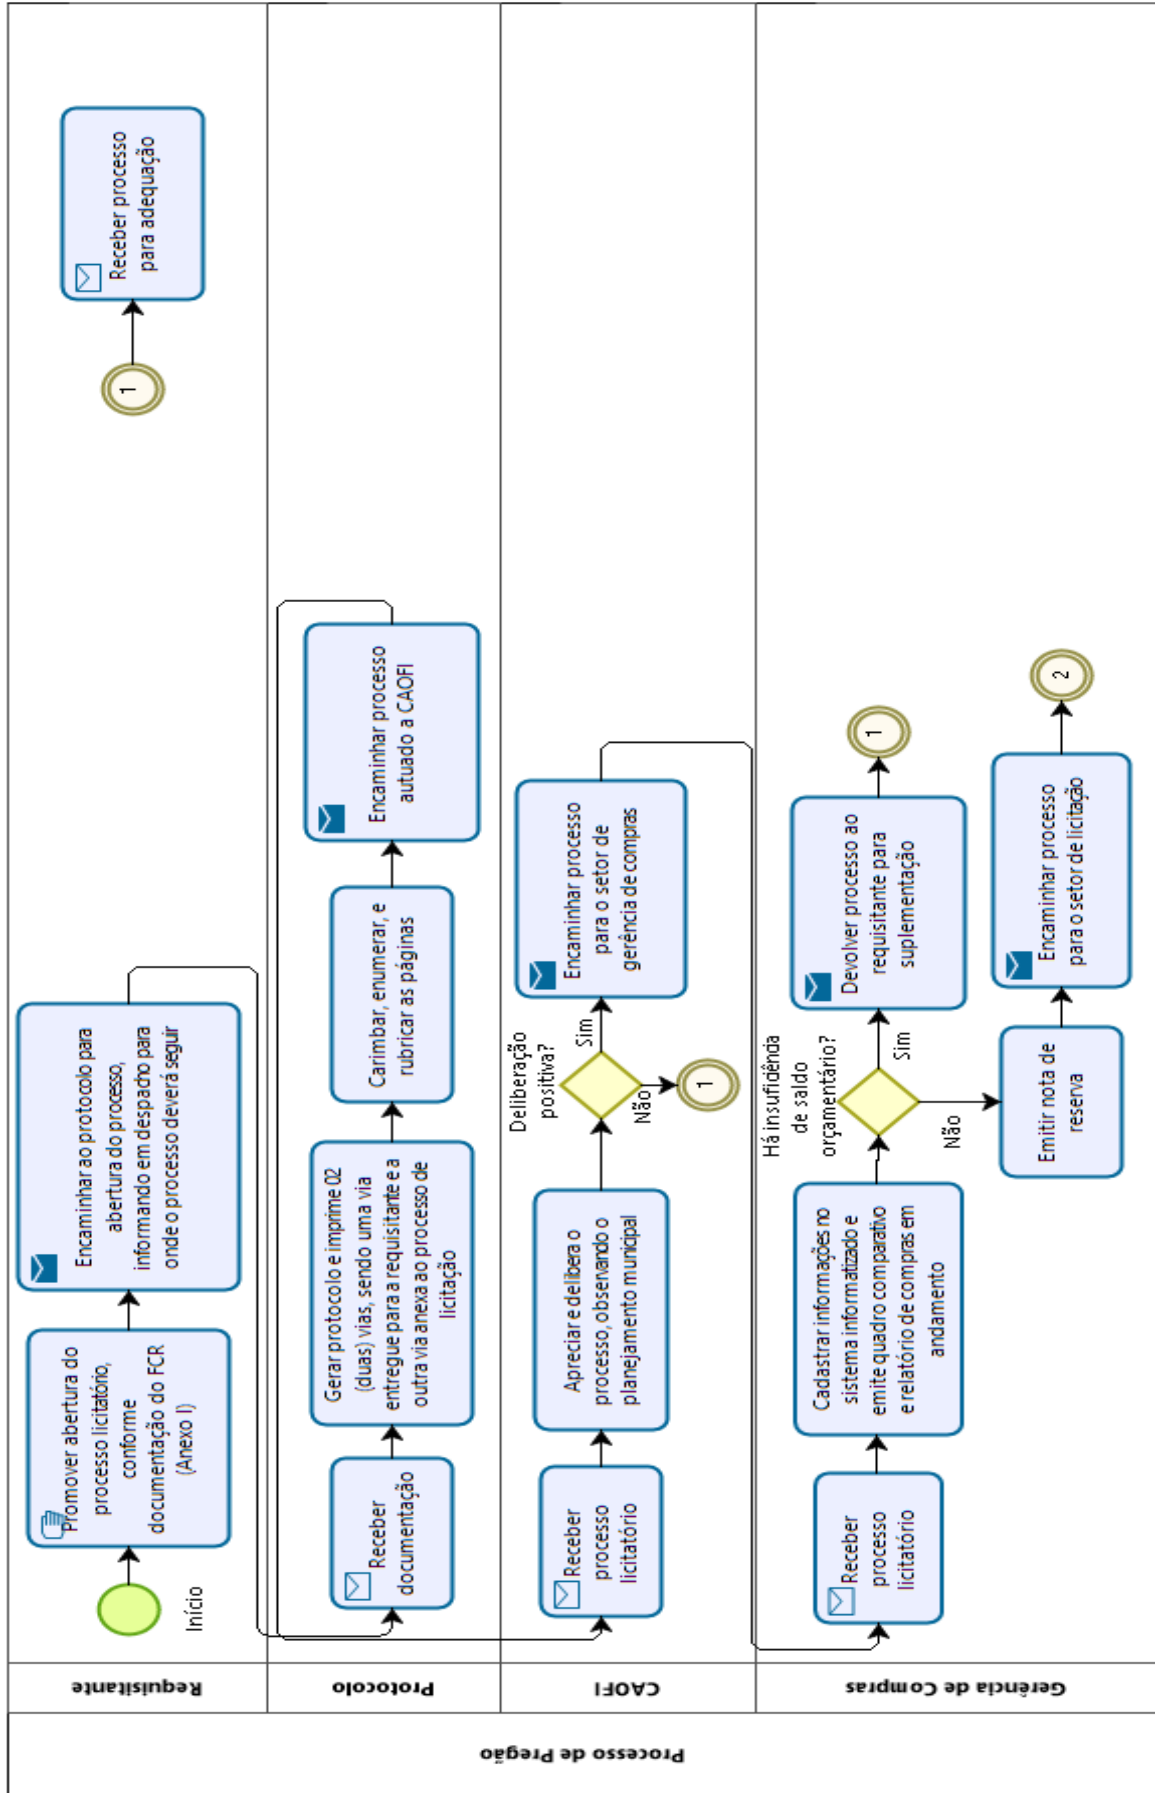 Processo de Pregão
Requisitante
Início
Promover abertura do
processo licitatório,
conforme
documentação do FCR
(Anexo I)
Encaminhar ao protocolo para
abertura do processo,
informando em despacho para
onde o processo deverá seguir
1
Receber processo
para adequação
Protocolo
Receber
documentação
Gerar protocolo e imprime 02
(duas) vias, sendo uma via
entregue para a requisitante e a
outra via anexa ao processo de
licitação
Carimbar, enumerar, e
rubricar as páginas
Encaminhar processo
autuado a CAOFI
CAOFI
Receber
processo
licitatório
Apreciar e delibera o
processo, observando o
planejamento municipal
Deliberação
positiva?
Sim
Não
1
Encaminhar processo
para o setor de
gerência de compras
Gerência de Compras
Receber
processo
licitatório
Cadastrar informações no
sistema informatizado e
emite quadro comparativo
e relatório de compras em
andamento
Há insuficiência
de saldo
orçamentário?
Sim
Não
Devolver processo ao
requisitante para
suplementação
1
Emitir nota de
reserva
Encaminhar processo
para o setor de licitação
2